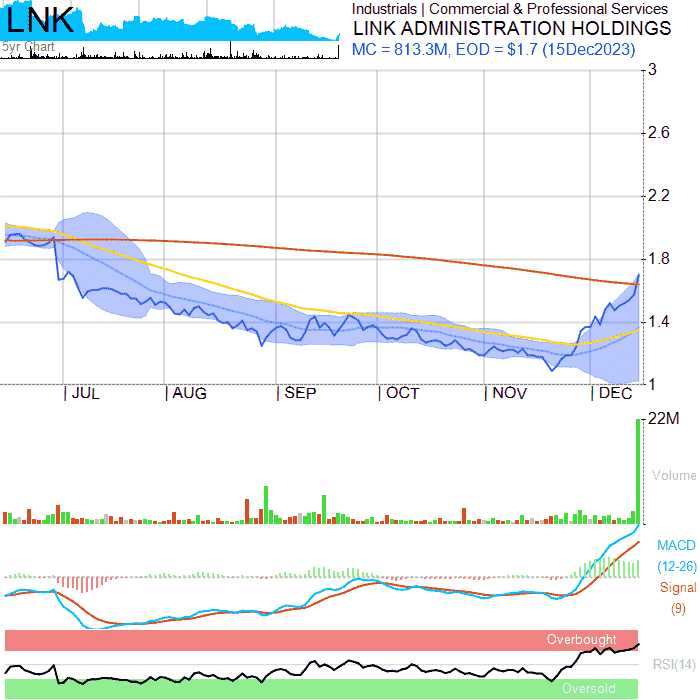 LNK
5yr Chart
Industrials | Commercial & Professional Services
LINK ADMINISTRATION HOLDINGS
MC = 813.3M, EOD = $1.7 (15Dec2023)
3
2.6
2.2
1.8
1.4
1
| JUL | AUG | SEP | OCT | NOV | DEC
22M
Volume
MACD
(12-26)
Signal
(9)
Overbought
RSI(14)
Oversold